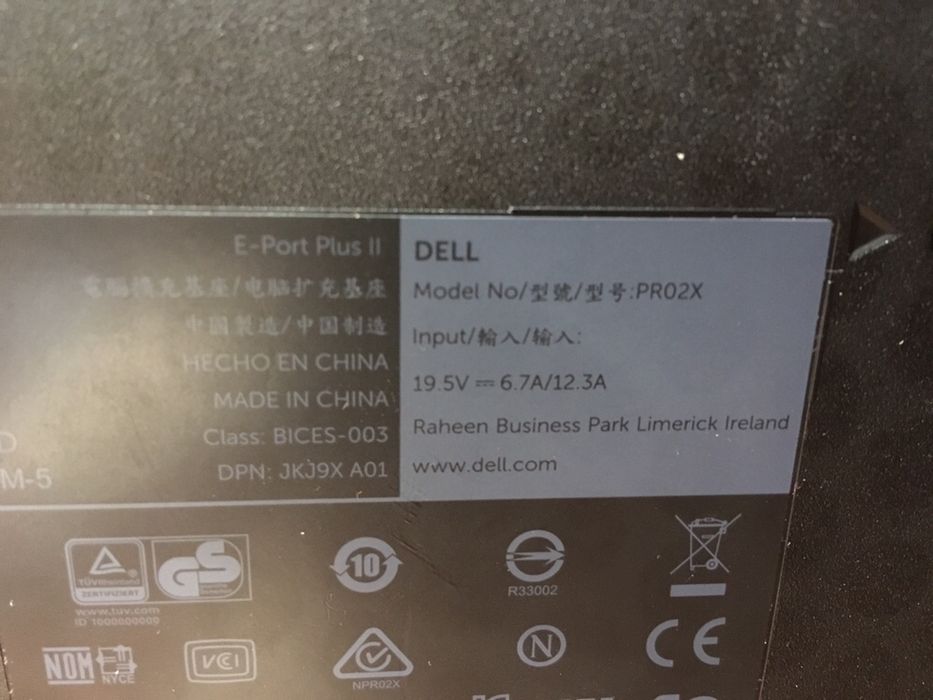 E-Port Plus II
電腦擴充基座/电脑扩充基座
中國製造/中国制造
HECHO EN CHINA
MADE IN CHINA
Class: BICES-003
DPN: JKJ9X A01
D
M-5
DELL
Model No/型號/型号:PR02X
Input/輸入/输入:
19.5V ⎓ 6.7A/12.3A
Raheen Business Park Limerick Ireland
www.dell.com
TÜVRheinland
ZERTIFIZIERT
GS
www.tuv.com
ID 1000000000
10
R33002
NOM
NYCE
VCI
NPR02X
N
CE